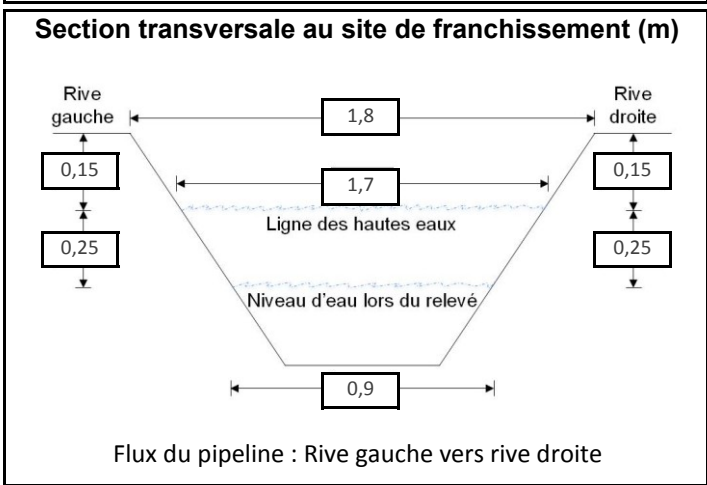 Section transversale au site de franchissement (m)
Rive
gauche
1,8
Rive
droite
0,15
1,7
0,15
Ligne des hautes eaux
0,25
0,25
Niveau d'eau lors du relevé
0,9
Flux du pipeline : Rive gauche vers rive droite